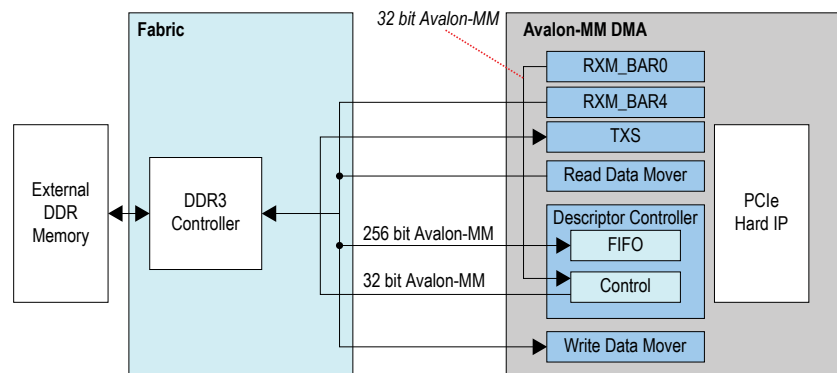 32 bit Avalon-MM
Fabric
Avalon-MM DMA
RXM_BAR0
RXM_BAR4
TXS
External
DDR
Memory
DDR3
Controller
Read Data Mover
PCIe
Hard IP
Descriptor Controller
256 bit Avalon-MM
FIFO
32 bit Avalon-MM
Control
Write Data Mover